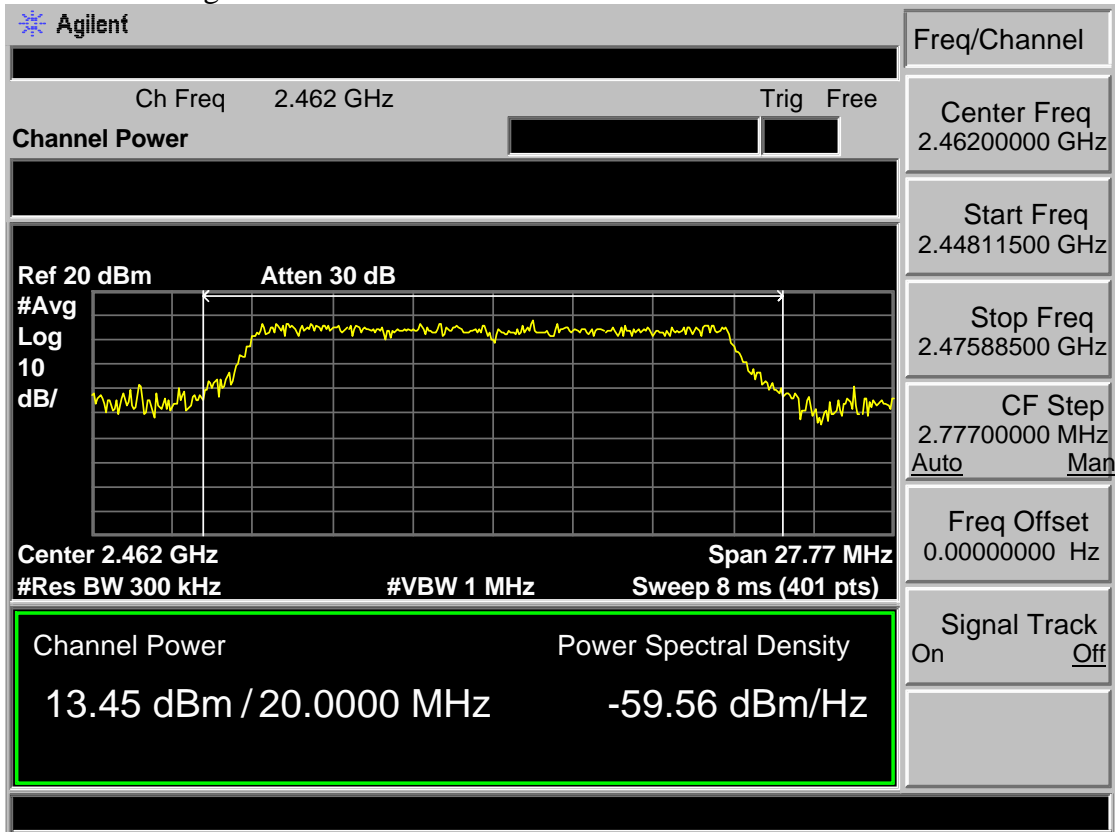 Agilent
Freq/Channel
Ch Freq 2.462 GHz Trig Free
Channel Power
Center Freq
2.46200000 GHz
Start Freq
2.44811500 GHz
Stop Freq
2.47588500 GHz
CF Step
2.77700000 MHz
Auto Man
Freq Offset
0.00000000 Hz
Signal Track
On Off
Ref 20 dBm Atten 30 dB
#Avg
Log
10
dB/
Center 2.462 GHz Span 27.77 MHz
#Res BW 300 kHz #VBW 1 MHz Sweep 8 ms (401 pts)
Channel Power Power Spectral Density
13.45 dBm / 20.0000 MHz -59.56 dBm/Hz